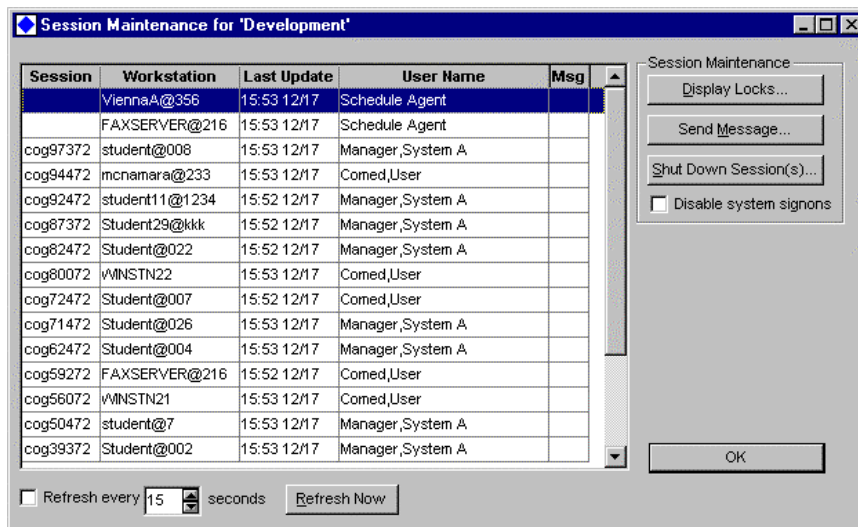 Session Maintenance for 'Development'
Session Workstation Last Update User Name Msg
ViennaA@356 15:53 12/17 Schedule Agent
FAXSERVER@216 15:53 12/17 Schedule Agent
cog97372 student@008 15:53 12/17 Manager,System A
cog94472 mcnamara@233 15:53 12/17 Comed,User
cog92472 student11@1234 15:52 12/17 Manager,System A
cog87372 Student29@kkk 15:52 12/17 Manager,System A
cog82472 Student@022 15:52 12/17 Manager,System A
cog80072 WINSTN22 15:53 12/17 Comed,User
cog72472 Student@007 15:52 12/17 Comed,User
cog71472 Student@026 15:53 12/17 Manager,System A
cog62472 Student@004 15:53 12/17 Manager,System A
cog59272 FAXSERVER@216 15:52 12/17 Comed,User
cog56072 WINSTN21 15:53 12/17 Comed,User
cog50472 student@7 15:53 12/17 Manager,System A
cog39372 Student@002 15:53 12/17 Manager,System A
Session Maintenance
Display Locks...
Send Message...
Shut Down Session(s)...
Disable system signons
OK
Refresh every 15 seconds Refresh Now